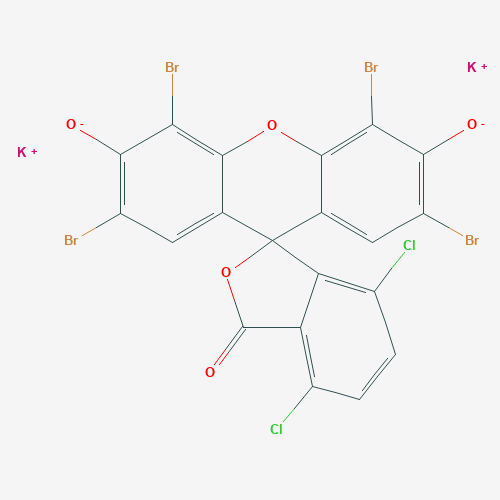 Br Br K +
O - O O -
K +
Br Br
Cl
O
O
Cl